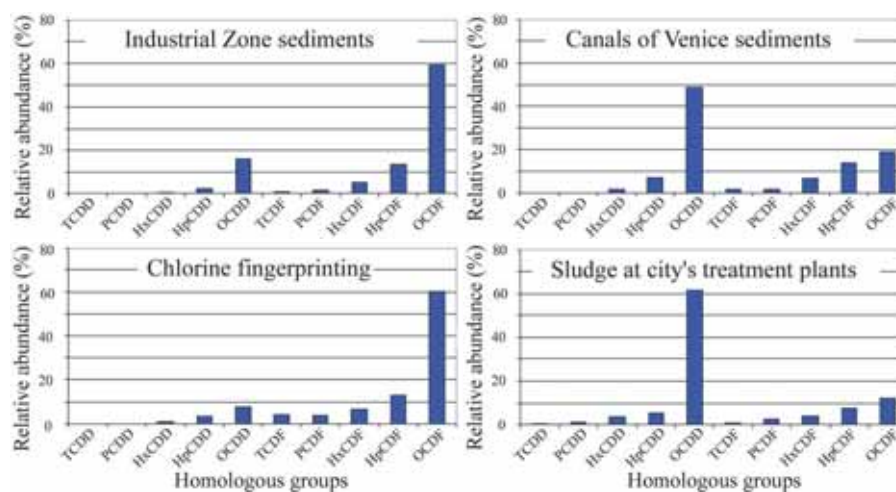 Industrial Zone sediments
Relative abundance (%)
80
60
40
20
0
TCDD PCDD HxCDD HpCDD OCDD TCDF PCDF HxCDF HpCDF OCDF
Canals of Venice sediments
Relative abundance (%)
80
60
40
20
0
TCDD PCDD HxCDD HpCDD OCDD TCDF PCDF HxCDF HpCDF OCDF
Chlorine fingerprinting
Relative abundance (%)
80
60
40
20
0
TCDD PCDD HxCDD HpCDD OCDD TCDF PCDF HxCDF HpCDF OCDF
Homologous groups
Sludge at city's treatment plants
Relative abundance (%)
80
60
40
20
0
TCDD PCDD HxCDD HpCDD OCDD TCDF PCDF HxCDF HpCDF OCDF
Homologous groups